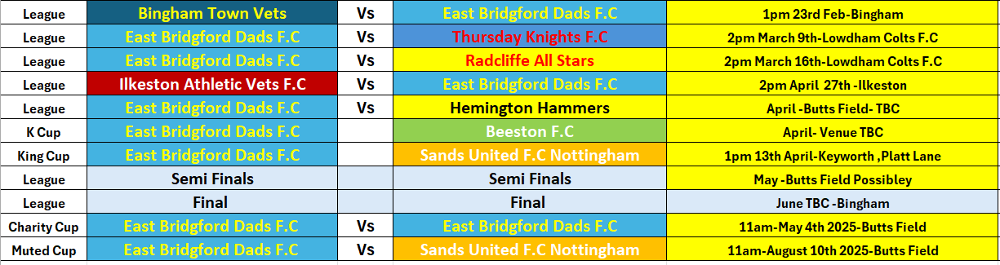 League Bingham Town Vets Vs East Bridgford Dads F.C 1pm 23rd Feb-Bingham
League East Bridgford Dads F.C Vs Thursday Knights F.C 2pm March 9th-Lowdham Colts F.C
League East Bridgford Dads F.C Vs Radcliffe All Stars 2pm March 16th-Lowdham Colts F.C
League Ilkeston Athletic Vets F.C Vs East Bridgford Dads F.C 2pm April 27th -Ilkeston
League East Bridgford Dads F.C Vs Hemington Hammers April -Butts Field- TBC
K Cup East Bridgford Dads F.C Beeston F.C April- Venue TBC
King Cup East Bridgford Dads F.C Sands United F.C Nottingham 1pm 13th April-Keyworth ,Platt Lane
League Semi Finals Semi Finals May -Butts Field Possibley
League Final Final June TBC -Bingham
Charity Cup East Bridgford Dads F.C Vs East Bridgford Dads F.C 11am-May 4th 2025-Butts Field
Muted Cup East Bridgford Dads F.C Vs Sands United F.C Nottingham 11am-August 10th 2025-Butts Field